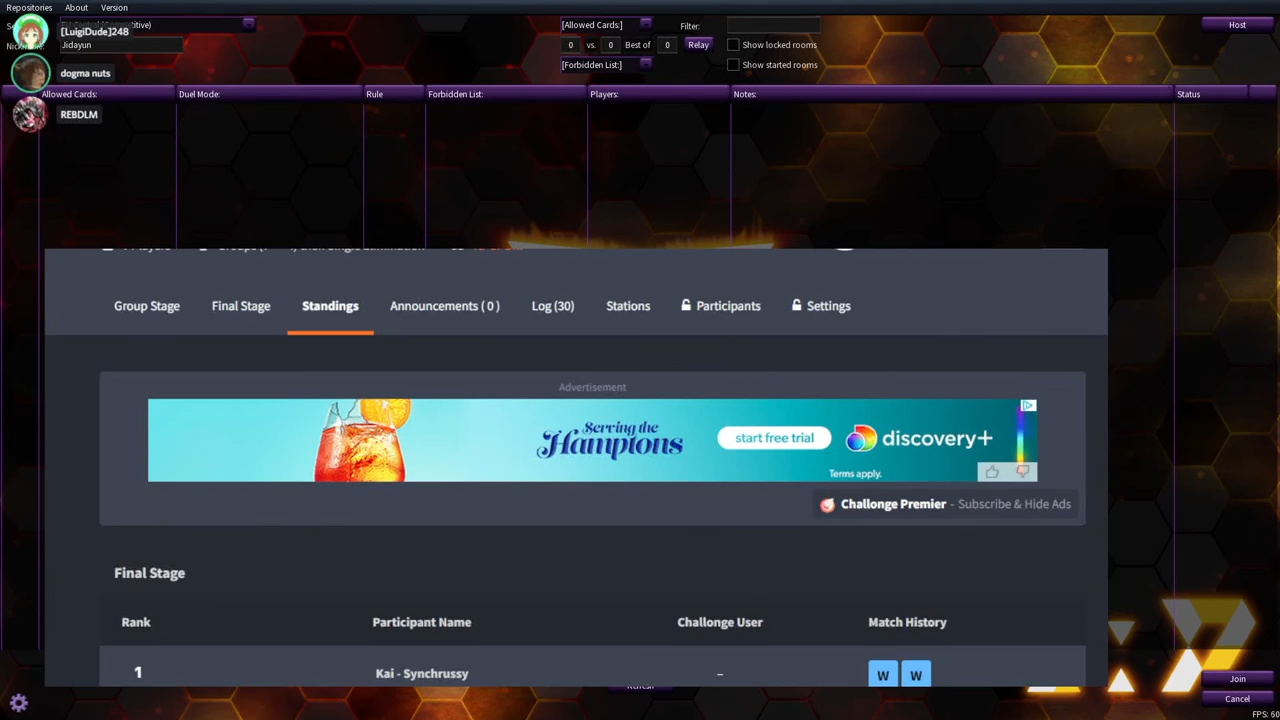 Repositories About Version
[LuigiDude]248
[Allowed Cards:]
Filter:
Host
Jidayun
0 vs. 0 Best of 0 Relay
Show locked rooms
dogma nuts
[Forbidden List:]
Show started rooms
Allowed Cards: Duel Mode: Rule Forbidden List: Players: Notes: Status
REBDLM
Group Stage Final Stage Standings Announcements ( 0 ) Log (30) Stations Participants Settings
Advertisement
Serving the
Hamptons
start free trial
discovery+
Terms apply.
Challonge Premier - Subscribe & Hide Ads
Final Stage
Rank Participant Name Challonge User Match History
1 Kai - Synchrussy – W W
Join
Cancel
FPS: 60